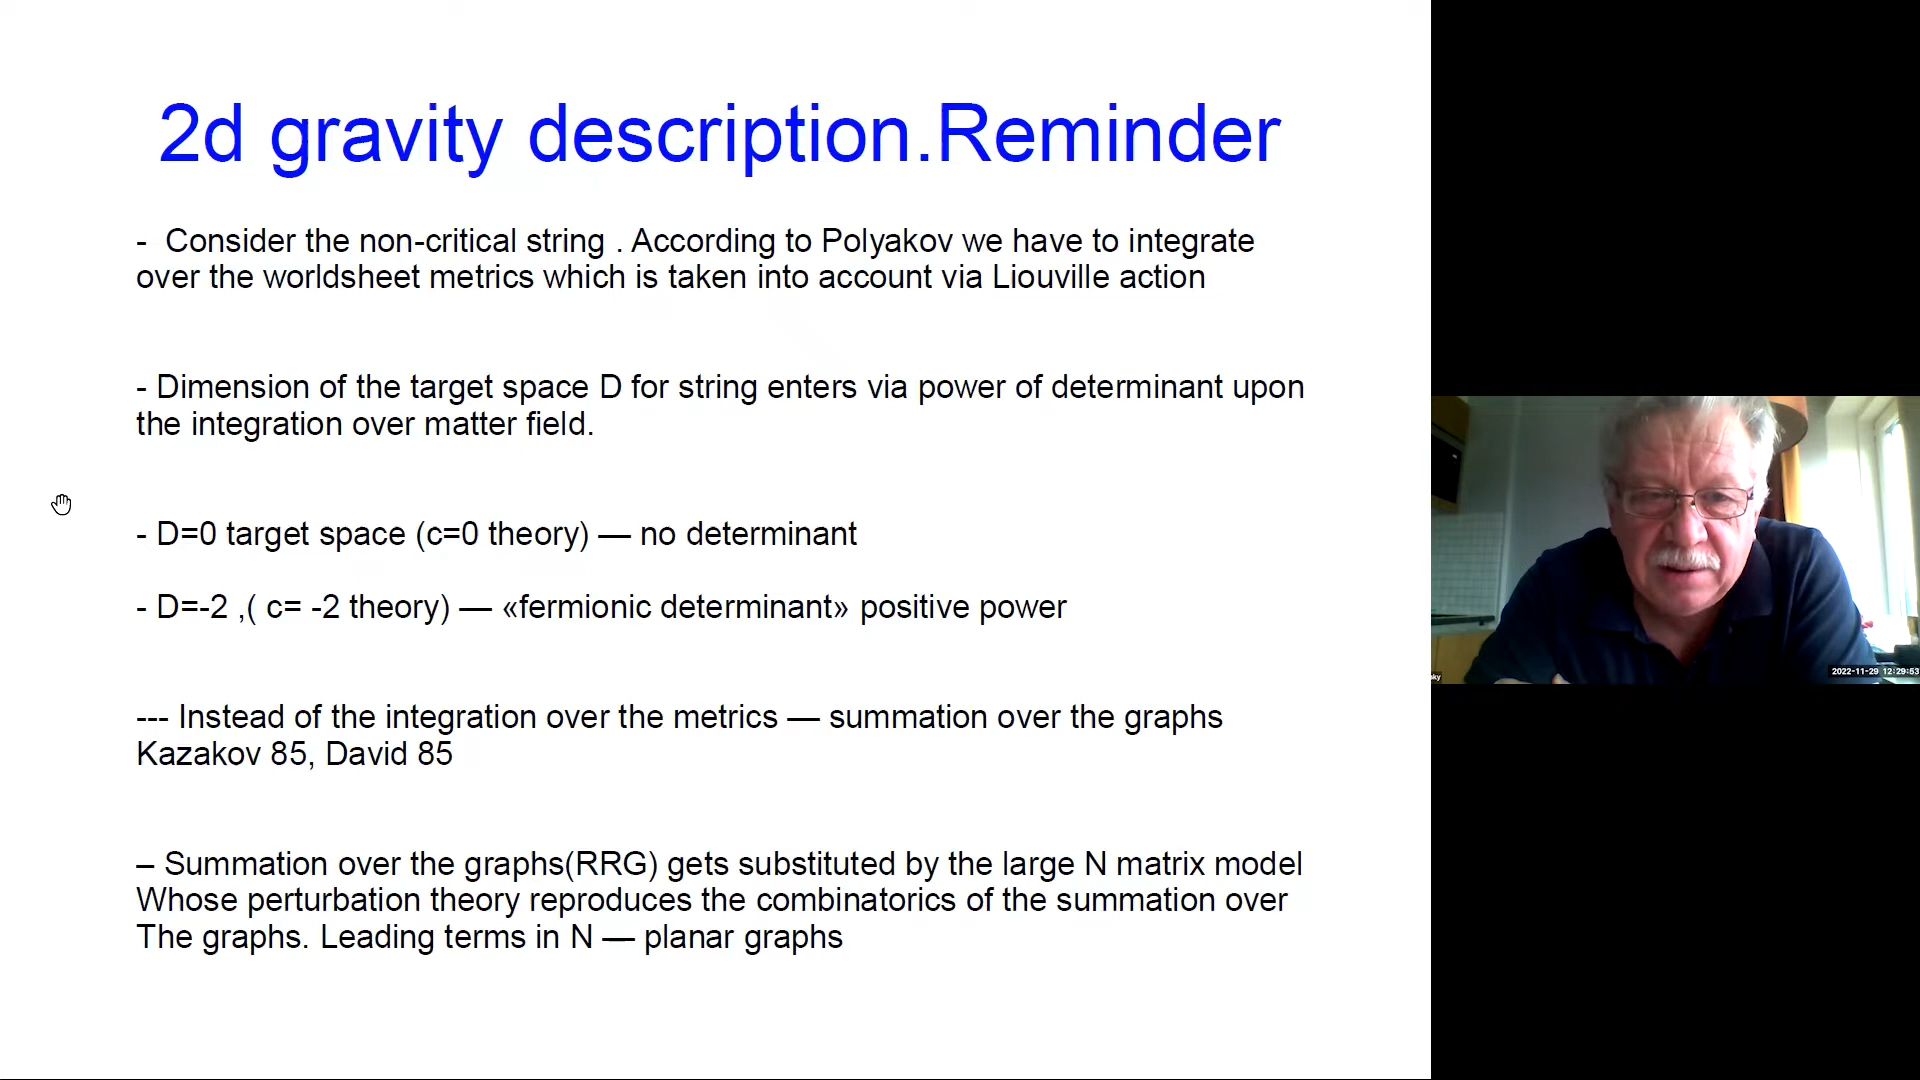 2d gravity description.Reminder
-  Consider the non-critical string . According to Polyakov we have to integrate
over the worldsheet metrics which is taken into account via Liouville action
- Dimension of the target space D for string enters via power of determinant upon
the integration over matter field.
- D=0 target space (c=0 theory) — no determinant
- D=-2 ,( c= -2 theory) — «fermionic determinant» positive power
--- Instead of the integration over the metrics — summation over the graphs
Kazakov 85, David 85
– Summation over the graphs(RRG) gets substituted by the large N matrix model
Whose perturbation theory reproduces the combinatorics of the summation over
The graphs. Leading terms in N — planar graphs
2022-11-29 12:29:53